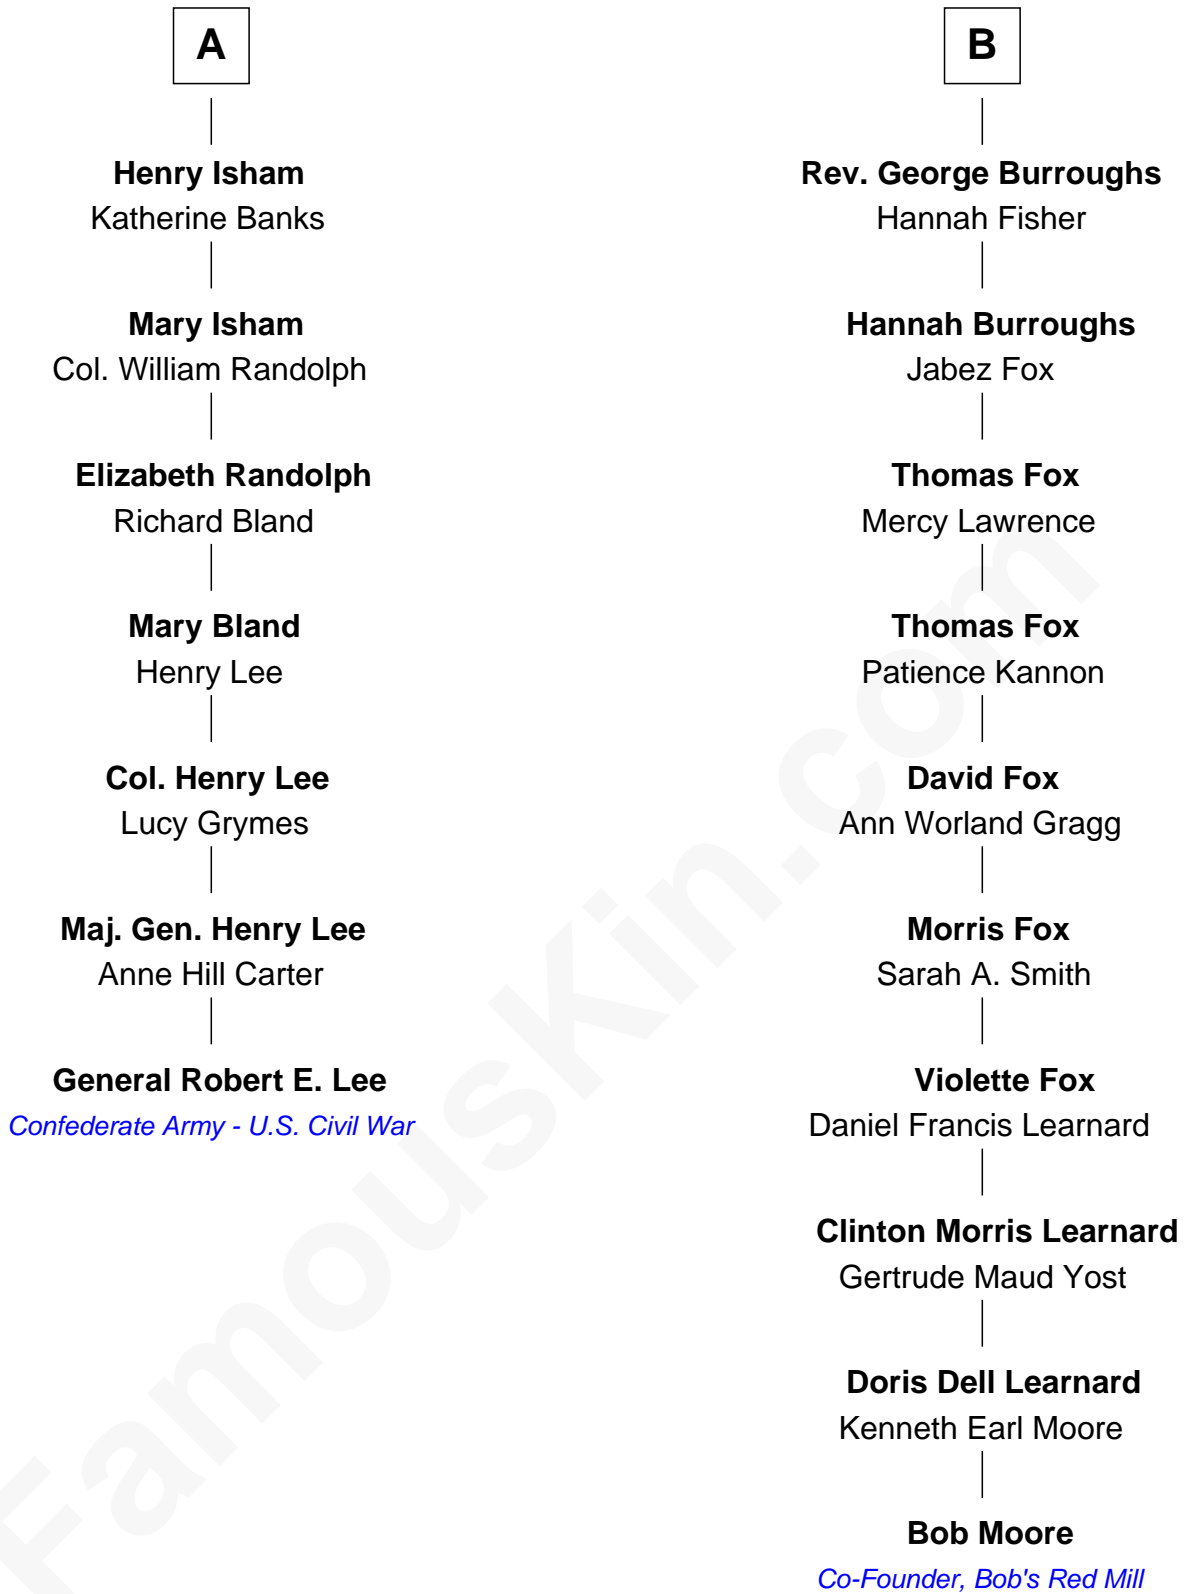 A
Henry Isham
Katherine Banks
Mary Isham
Col. William Randolph
Elizabeth Randolph
Richard Bland
Mary Bland
Henry Lee
Col. Henry Lee
Lucy Grymes
Maj. Gen. Henry Lee
Anne Hill Carter
General Robert E. Lee
Confederate Army - U.S. Civil War
B
Rev. George Burroughs
Hannah Fisher
Hannah Burroughs
Jabez Fox
Thomas Fox
Mercy Lawrence
Thomas Fox
Patience Kannon
David Fox
Ann Worland Gragg
Morris Fox
Sarah A. Smith
Violette Fox
Daniel Francis Learnard
Clinton Morris Learnard
Gertrude Maud Yost
Doris Dell Learnard
Kenneth Earl Moore
Bob Moore
Co-Founder, Bob's Red Mill
FamousKin.com